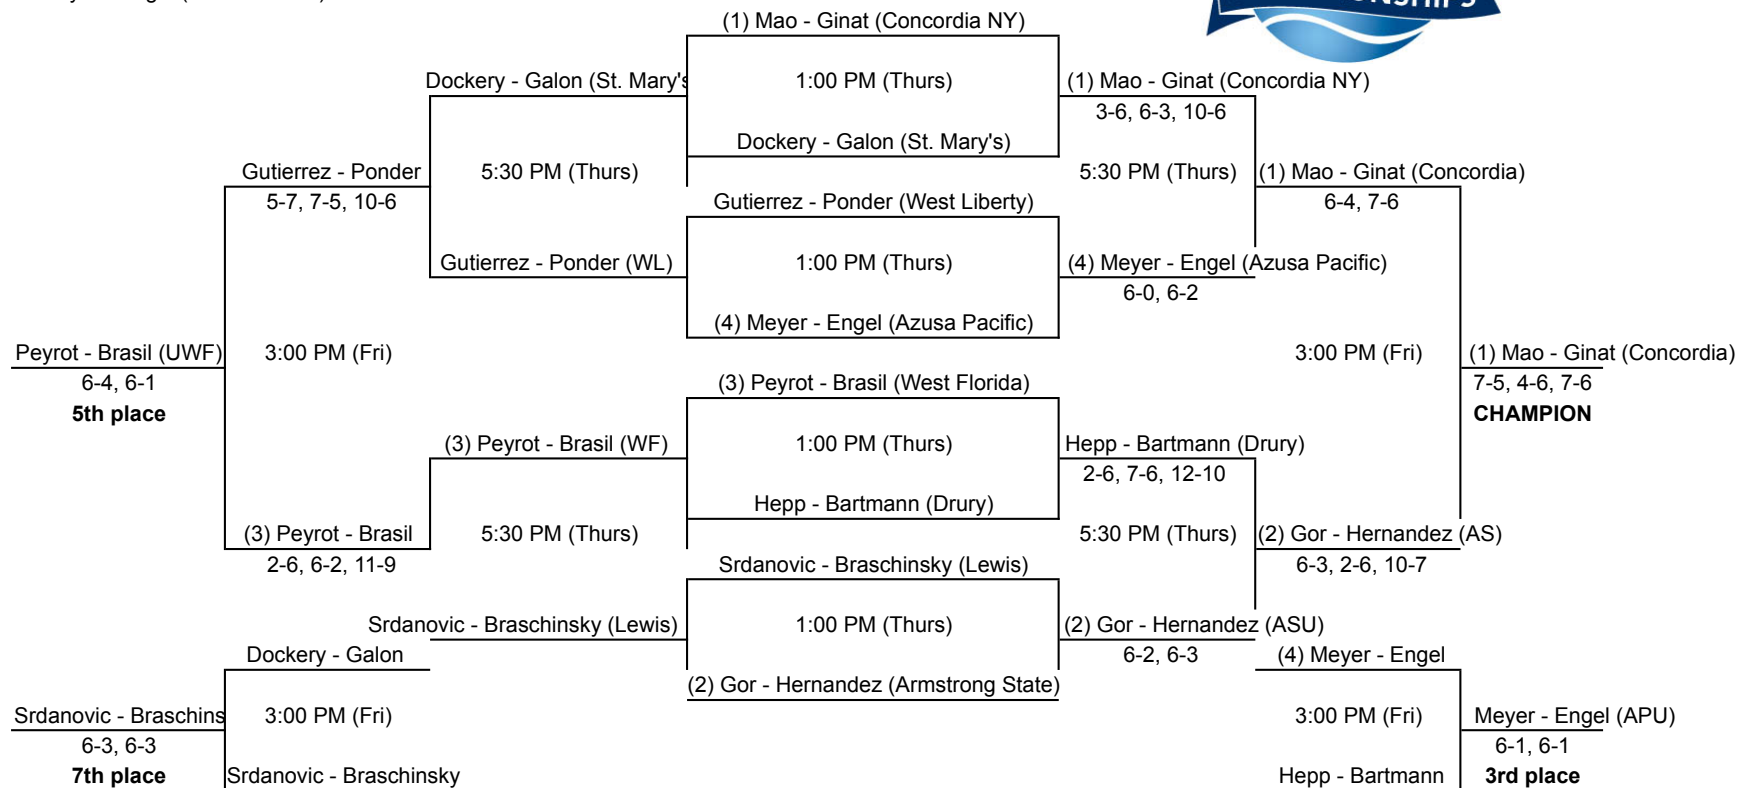 (1) Mao - Ginat (Concordia NY)
Dockery - Galon (St. Mary's
1:00 PM (Thurs)
(1) Mao - Ginat (Concordia NY)
3-6, 6-3, 10-6
Dockery - Galon (St. Mary's)
Gutierrez - Ponder
5:30 PM (Thurs)
5:30 PM (Thurs)
(1) Mao - Ginat (Concordia)
5-7, 7-5, 10-6
Gutierrez - Ponder (West Liberty)
6-4, 7-6
Gutierrez - Ponder (WL)
1:00 PM (Thurs)
(4) Meyer - Engel (Azusa Pacific)
6-0, 6-2
(4) Meyer - Engel (Azusa Pacific)
Peyrot - Brasil (UWF)
3:00 PM (Fri)
3:00 PM (Fri)
(1) Mao - Ginat (Concordia)
6-4, 6-1
(3) Peyrot - Brasil (West Florida)
7-5, 4-6, 7-6
5th place
CHAMPION
(3) Peyrot - Brasil (WF)
1:00 PM (Thurs)
Hepp - Bartmann (Drury)
2-6, 7-6, 12-10
Hepp - Bartmann (Drury)
(3) Peyrot - Brasil
5:30 PM (Thurs)
5:30 PM (Thurs)
(2) Gor - Hernandez (AS)
2-6, 6-2, 11-9
Srdanovic - Braschinsky (Lewis)
6-3, 2-6, 10-7
Srdanovic - Braschinsky (Lewis)
1:00 PM (Thurs)
(2) Gor - Hernandez (ASU)
Dockery - Galon
6-2, 6-3
(4) Meyer - Engel
(2) Gor - Hernandez (Armstrong State)
Srdanovic - Braschins
3:00 PM (Fri)
3:00 PM (Fri)
Meyer - Engel (APU)
6-3, 6-3
6-1, 6-1
7th place
Srdanovic - Braschinsky
Hepp - Bartmann
3rd place